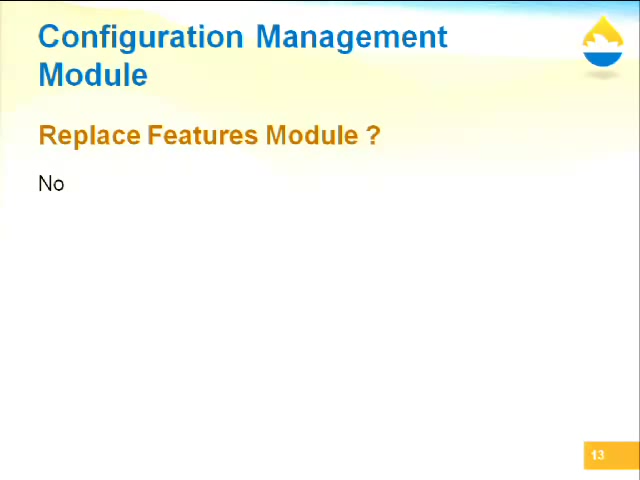 Configuration Management
Module
Replace Features Module ?
No
13